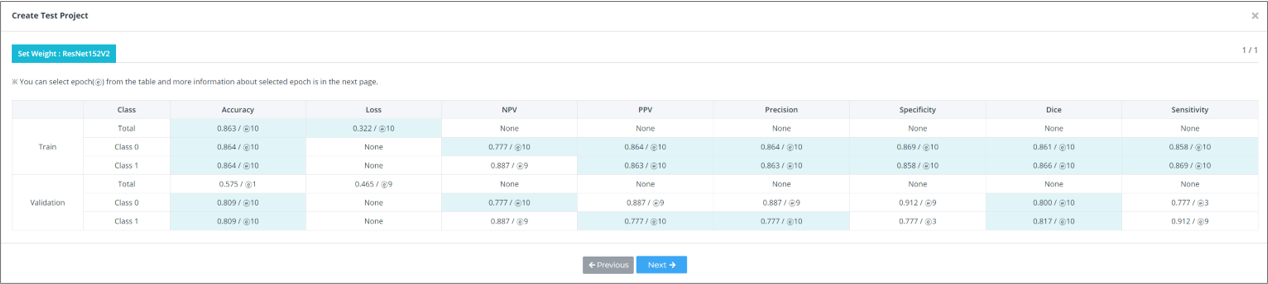 Create Test Project ×
Set Weight : ResNet152V2 1 / 1
※ You can select epoch(ⓔ) from the table and more information about selected epoch is in the next page.
Class Accuracy Loss NPV PPV Precision Specificity Dice Sensitivity
Total 0.863 / ⓔ10 0.322 / ⓔ10 None None None None None None
Train Class 0 0.864 / ⓔ10 None 0.777 / ⓔ10 0.864 / ⓔ10 0.864 / ⓔ10 0.869 / ⓔ10 0.861 / ⓔ10 0.858 / ⓔ10
Class 1 0.864 / ⓔ10 None 0.887 / ⓔ9 0.863 / ⓔ10 0.863 / ⓔ10 0.858 / ⓔ10 0.866 / ⓔ10 0.869 / ⓔ10
Total 0.575 / ⓔ1 0.465 / ⓔ9 None None None None None None
Validation Class 0 0.809 / ⓔ10 None 0.777 / ⓔ10 0.887 / ⓔ9 0.887 / ⓔ9 0.912 / ⓔ9 0.800 / ⓔ10 0.777 / ⓔ3
Class 1 0.809 / ⓔ10 None 0.887 / ⓔ9 0.777 / ⓔ10 0.777 / ⓔ10 0.777 / ⓔ3 0.817 / ⓔ10 0.912 / ⓔ9
← Previous Next →